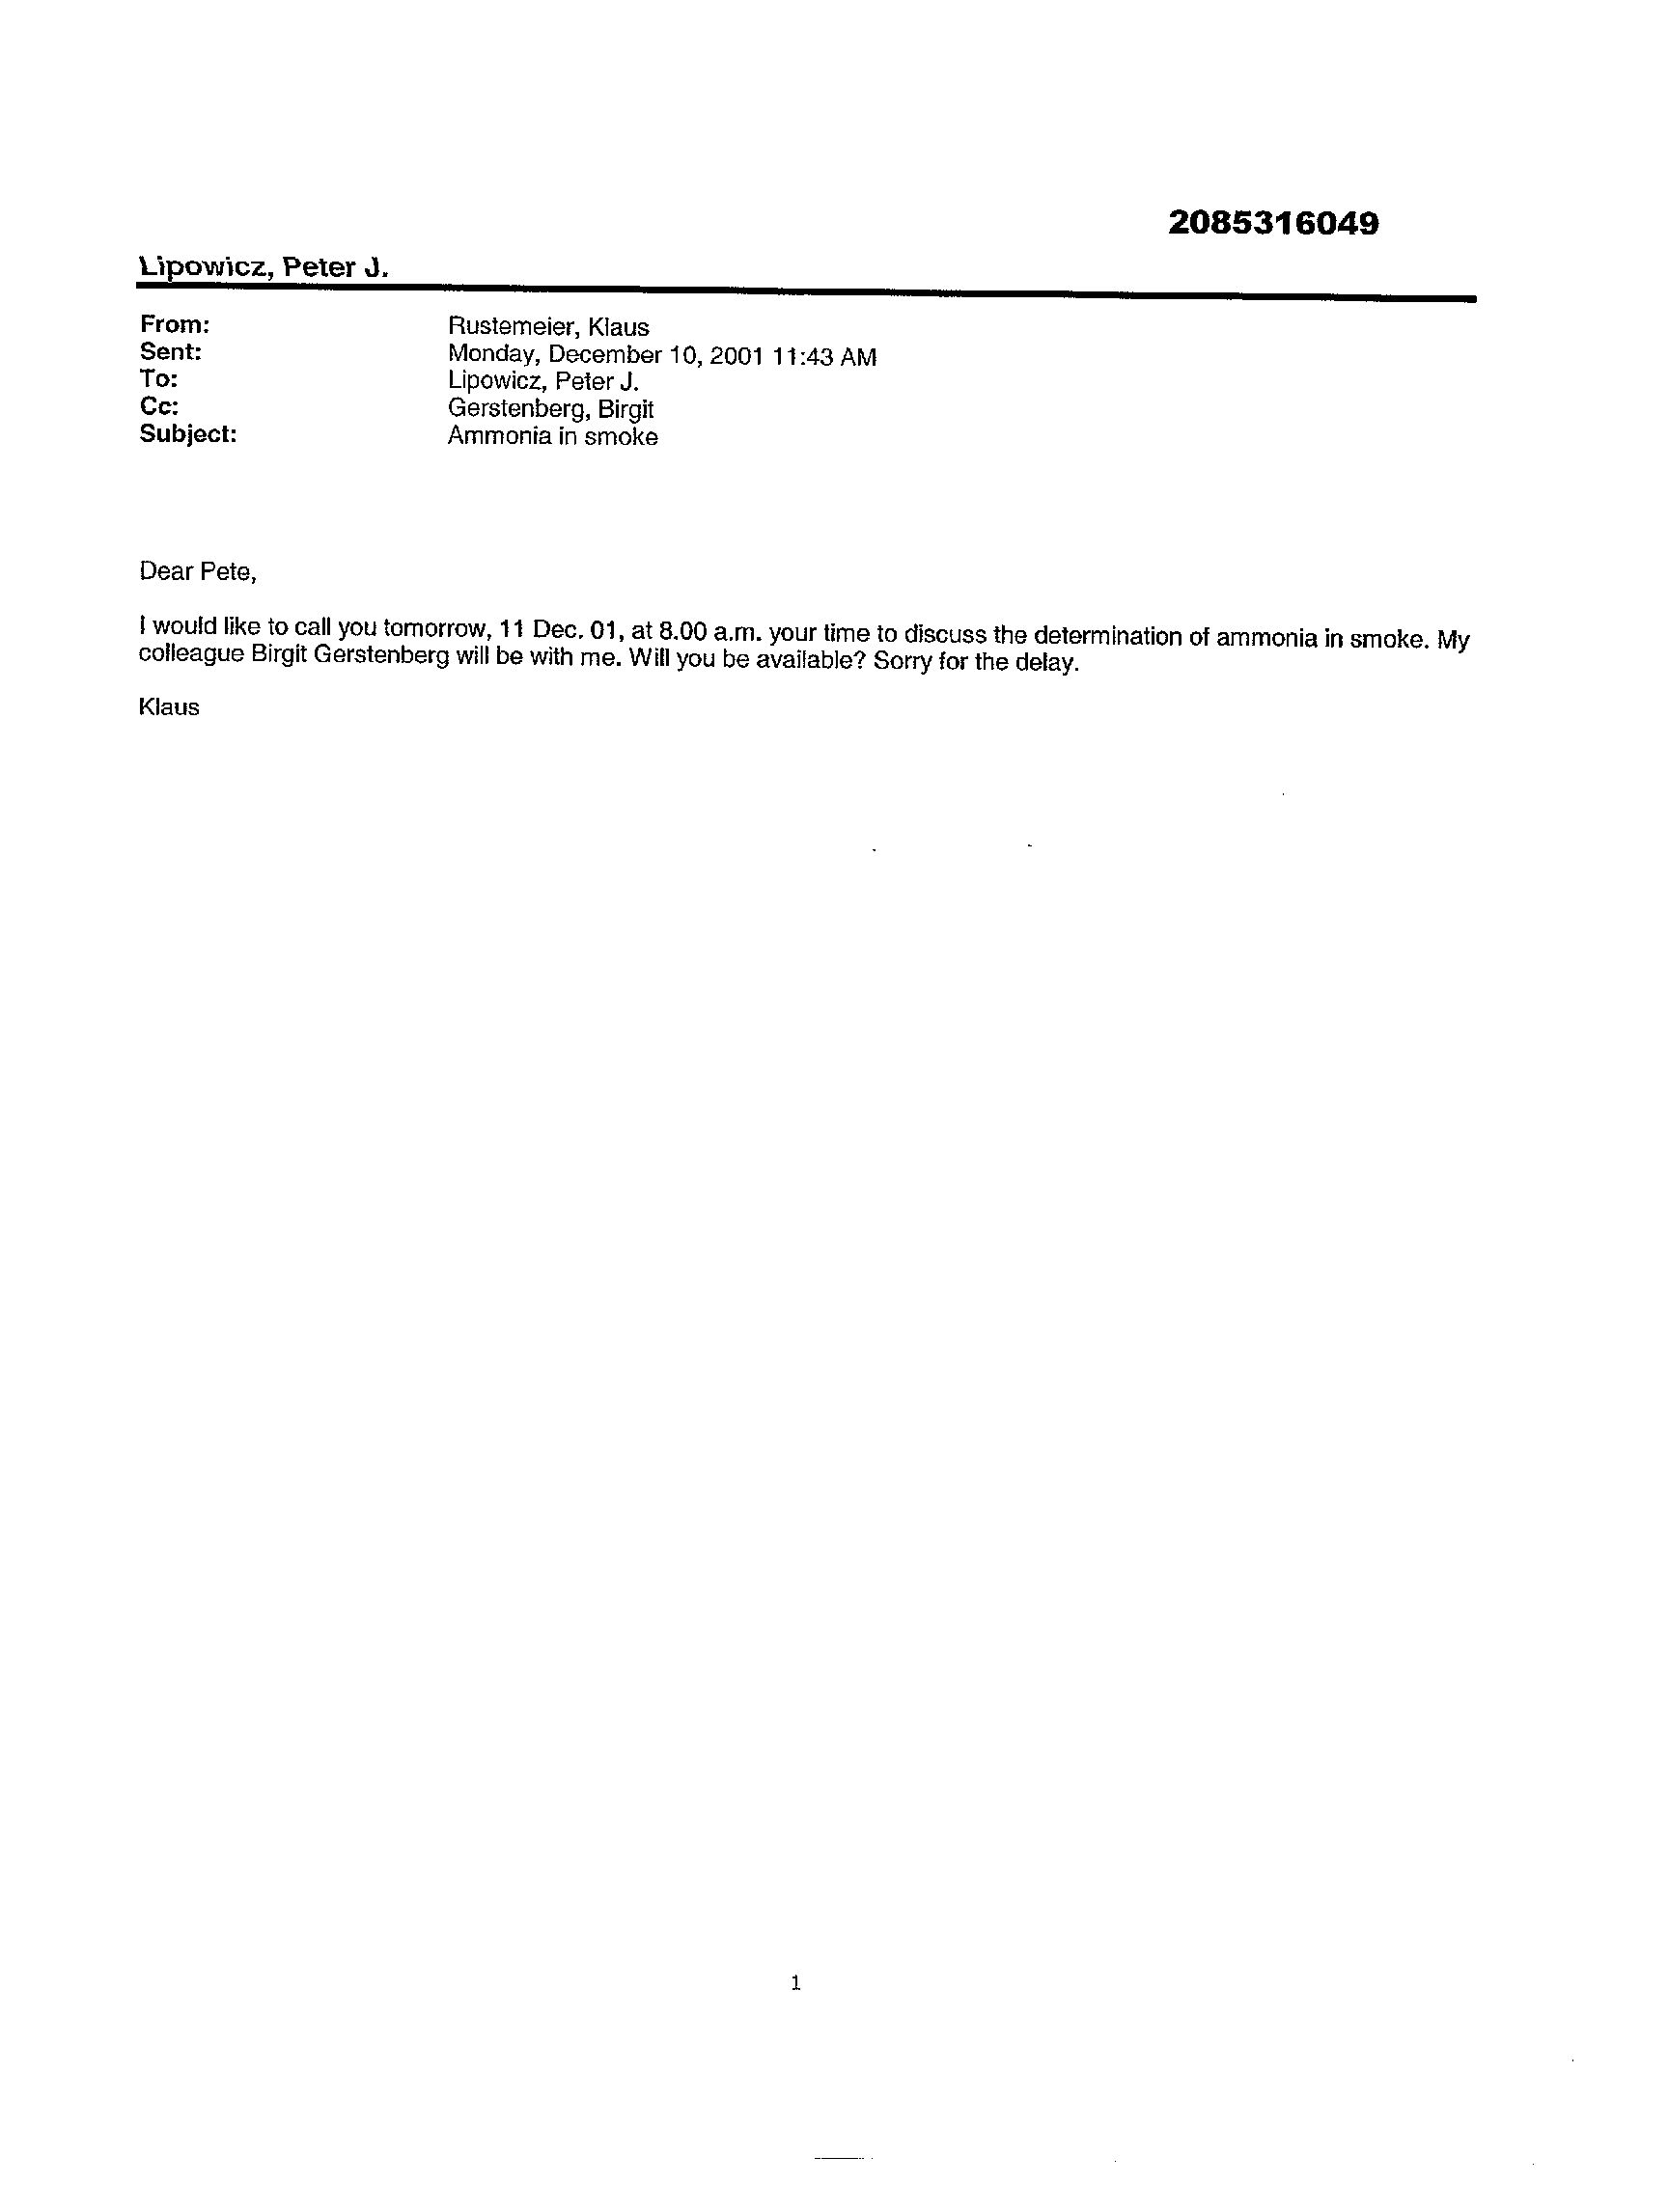 2085316049
Lipowicz, Peter J.
From: Rustemeier, Klaus
Sent: Monday, December 10, 2001 11:43 AM
To: Lipowicz, Peter J.
Cc: Gerstenberg, Birgit
Subject: Ammonia in smoke
Dear Pete,
I would like to call you tomorrow, 11 Dec. 01, at 8.00 a.m. your time to discuss the determination of ammonia in smoke. My
colleague Birgit Gerstenberg will be with me. Will you be available? Sorry for the delay.
Klaus
1